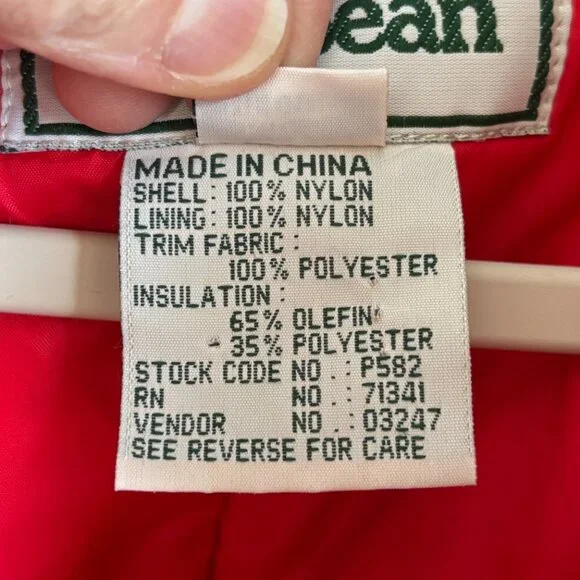 ean
MADE IN CHINA
SHELL : 100% NYLON
LINING : 100% NYLON
TRIM FABRIC :
100% POLYESTER
INSULATION :
65% OLEFIN
35% POLYESTER
STOCK CODE NO . : P582
RN NO . : 71341
VENDOR NO . : 03247
SEE REVERSE FOR CARE